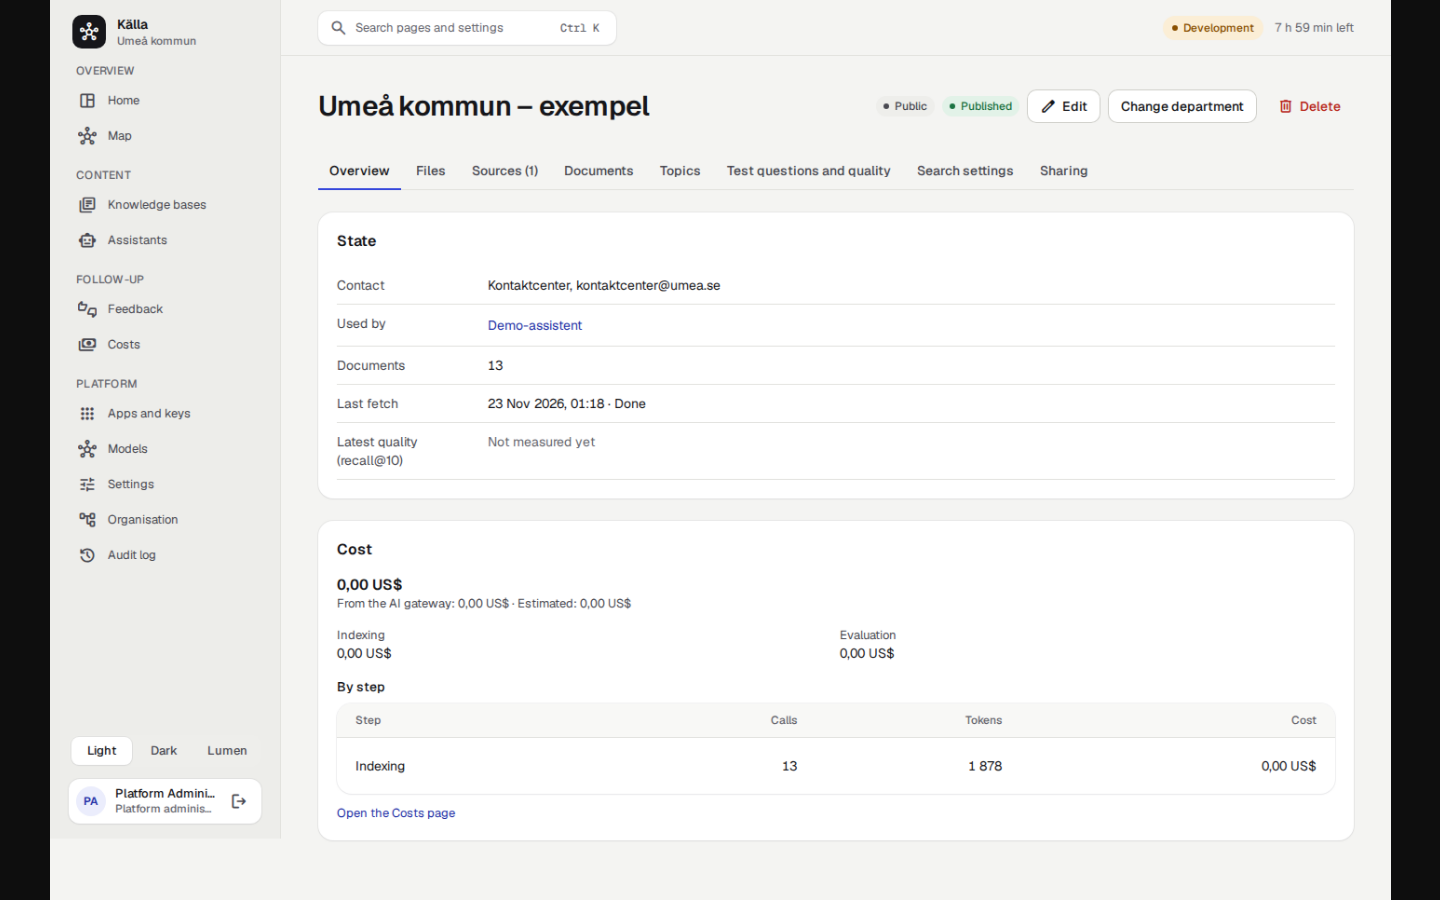 Källa
Umeå kommun
OVERVIEW
Home
Map
CONTENT
Knowledge bases
Assistants
FOLLOW-UP
Feedback
Costs
PLATFORM
Apps and keys
Models
Settings
Organisation
Audit log
Light Dark Lumen
PA
Platform Admini...
Platform adminis...
Search pages and settings Ctrl K
Development 7 h 59 min left
Umeå kommun – exempel
Public Published Edit Change department Delete
Overview Files Sources (1) Documents Topics Test questions and quality Search settings Sharing
State
Contact Kontaktcenter, kontaktcenter@umea.se
Used by Demo-assistent
Documents 13
Last fetch 23 Nov 2026, 01:18 · Done
Latest quality Not measured yet
(recall@10)
Cost
0,00 US$
From the AI gateway: 0,00 US$ · Estimated: 0,00 US$
Indexing Evaluation
0,00 US$ 0,00 US$
By step
Step Calls Tokens Cost
Indexing 13 1 878 0,00 US$
Open the Costs page